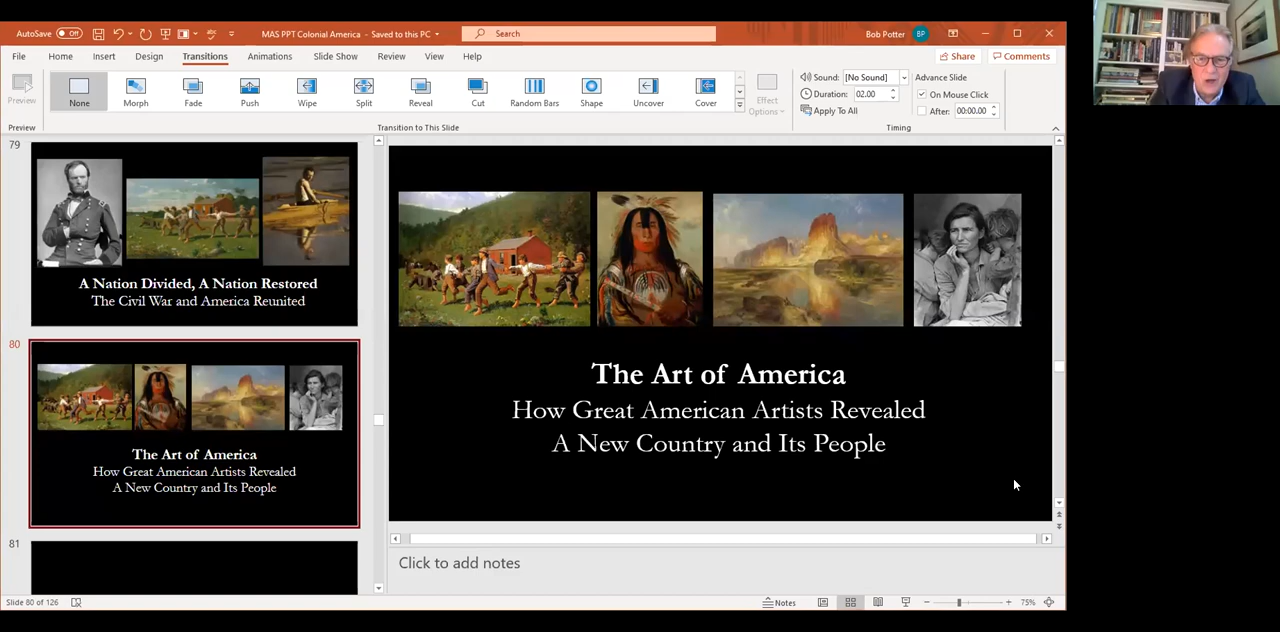 AutoSave Off
MAS PPT Colonial America - Saved to this PC
Search
Bob Potter BP
File Home Insert Design Transitions Animations Slide Show Review View Help Share Comments
Preview
None Morph Fade Push Wipe Split Reveal Cut Random Bars Shape Uncover Cover
Effect
Options
Sound: [No Sound]
Duration: 02.00
Apply To All
Advance Slide
On Mouse Click
After: 00:00.00
Preview Transition to This Slide Timing
79
A Nation Divided, A Nation Restored
The Civil War and America Reunited
80
The Art of America
How Great American Artists Revealed
A New Country and Its People
81
The Art of America
How Great American Artists Revealed
A New Country and Its People
Click to add notes
Slide 80 of 126 Notes 75%